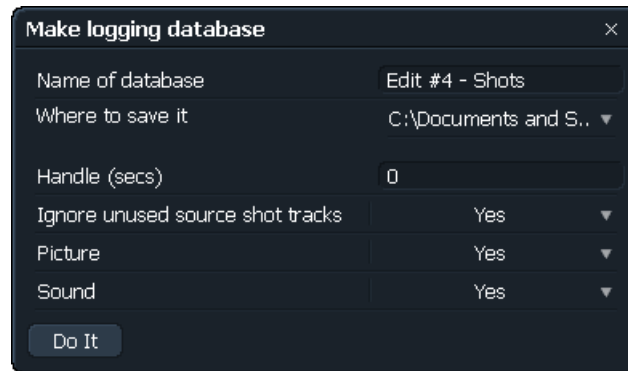 Make logging database ×
Name of database Edit #4 - Shots
Where to save it C:\Documents and S..
Handle (secs) 0
Ignore unused source shot tracks Yes
Picture Yes
Sound Yes
Do It